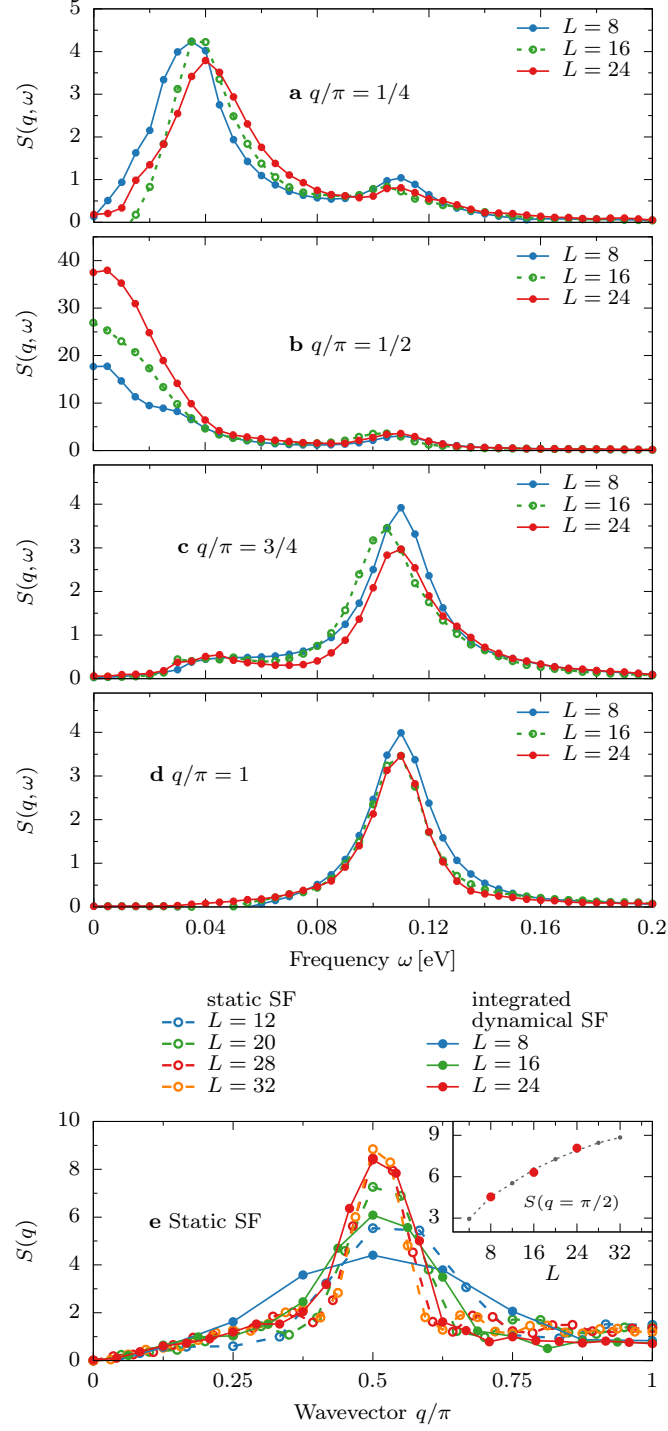 5
4
3
2
1
0
S(q, ω)
a q/π = 1/4
L = 8
L = 16
L = 24
40
30
20
10
0
S(q, ω)
b q/π = 1/2
L = 8
L = 16
L = 24
4
3
2
1
0
S(q, ω)
c q/π = 3/4
L = 8
L = 16
L = 24
4
3
2
1
0
S(q, ω)
d q/π = 1
L = 8
L = 16
L = 24
0 0.04 0.08 0.12 0.16 0.2
Frequency ω [eV]
static SF
L = 12
L = 20
L = 28
L = 32
integrated
dynamical SF
L = 8
L = 16
L = 24
10
8
6
4
2
0
S(q)
e Static SF
9
6
3
S(q = π/2)
8 16 24 32
L
0 0.25 0.5 0.75 1
Wavevector q/π